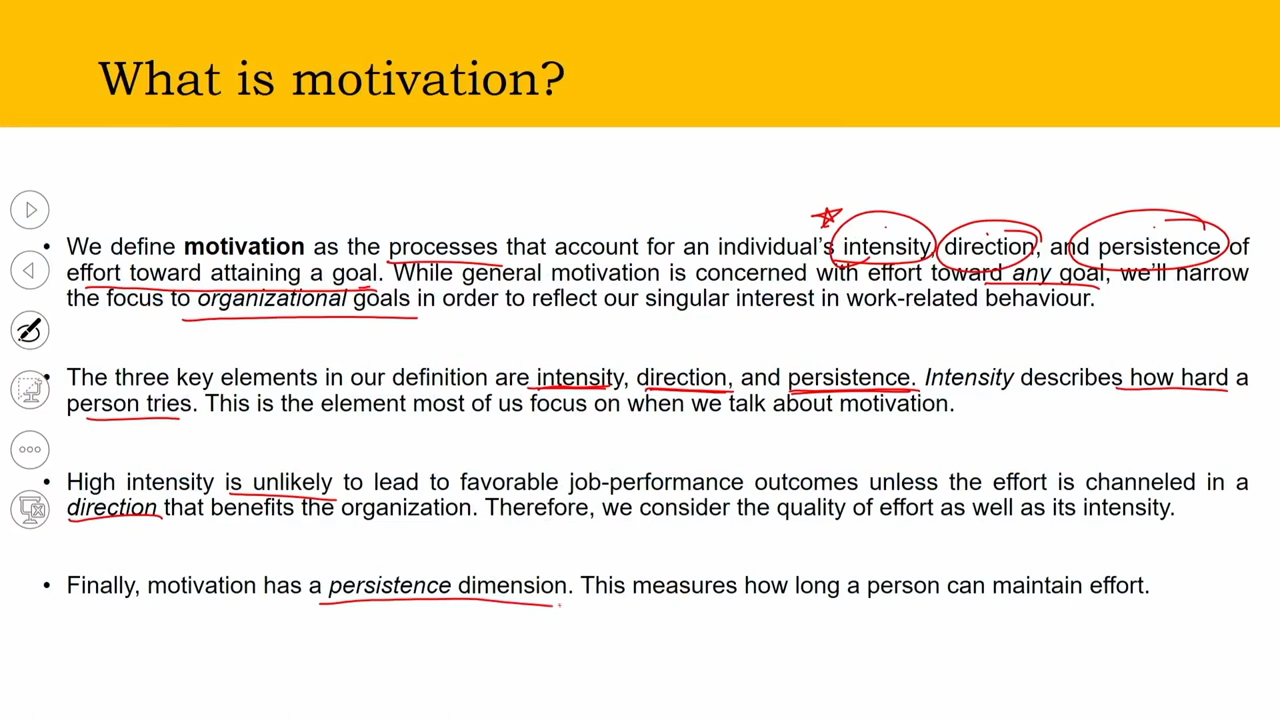 What is motivation?
• We define motivation as the processes that account for an individual's intensity, direction, and persistence of
effort toward attaining a goal. While general motivation is concerned with effort toward any goal, we'll narrow
the focus to organizational goals in order to reflect our singular interest in work-related behaviour.
• The three key elements in our definition are intensity, direction, and persistence. Intensity describes how hard a
person tries. This is the element most of us focus on when we talk about motivation.
• High intensity is unlikely to lead to favorable job-performance outcomes unless the effort is channeled in a
direction that benefits the organization. Therefore, we consider the quality of effort as well as its intensity.
• Finally, motivation has a persistence dimension. This measures how long a person can maintain effort.